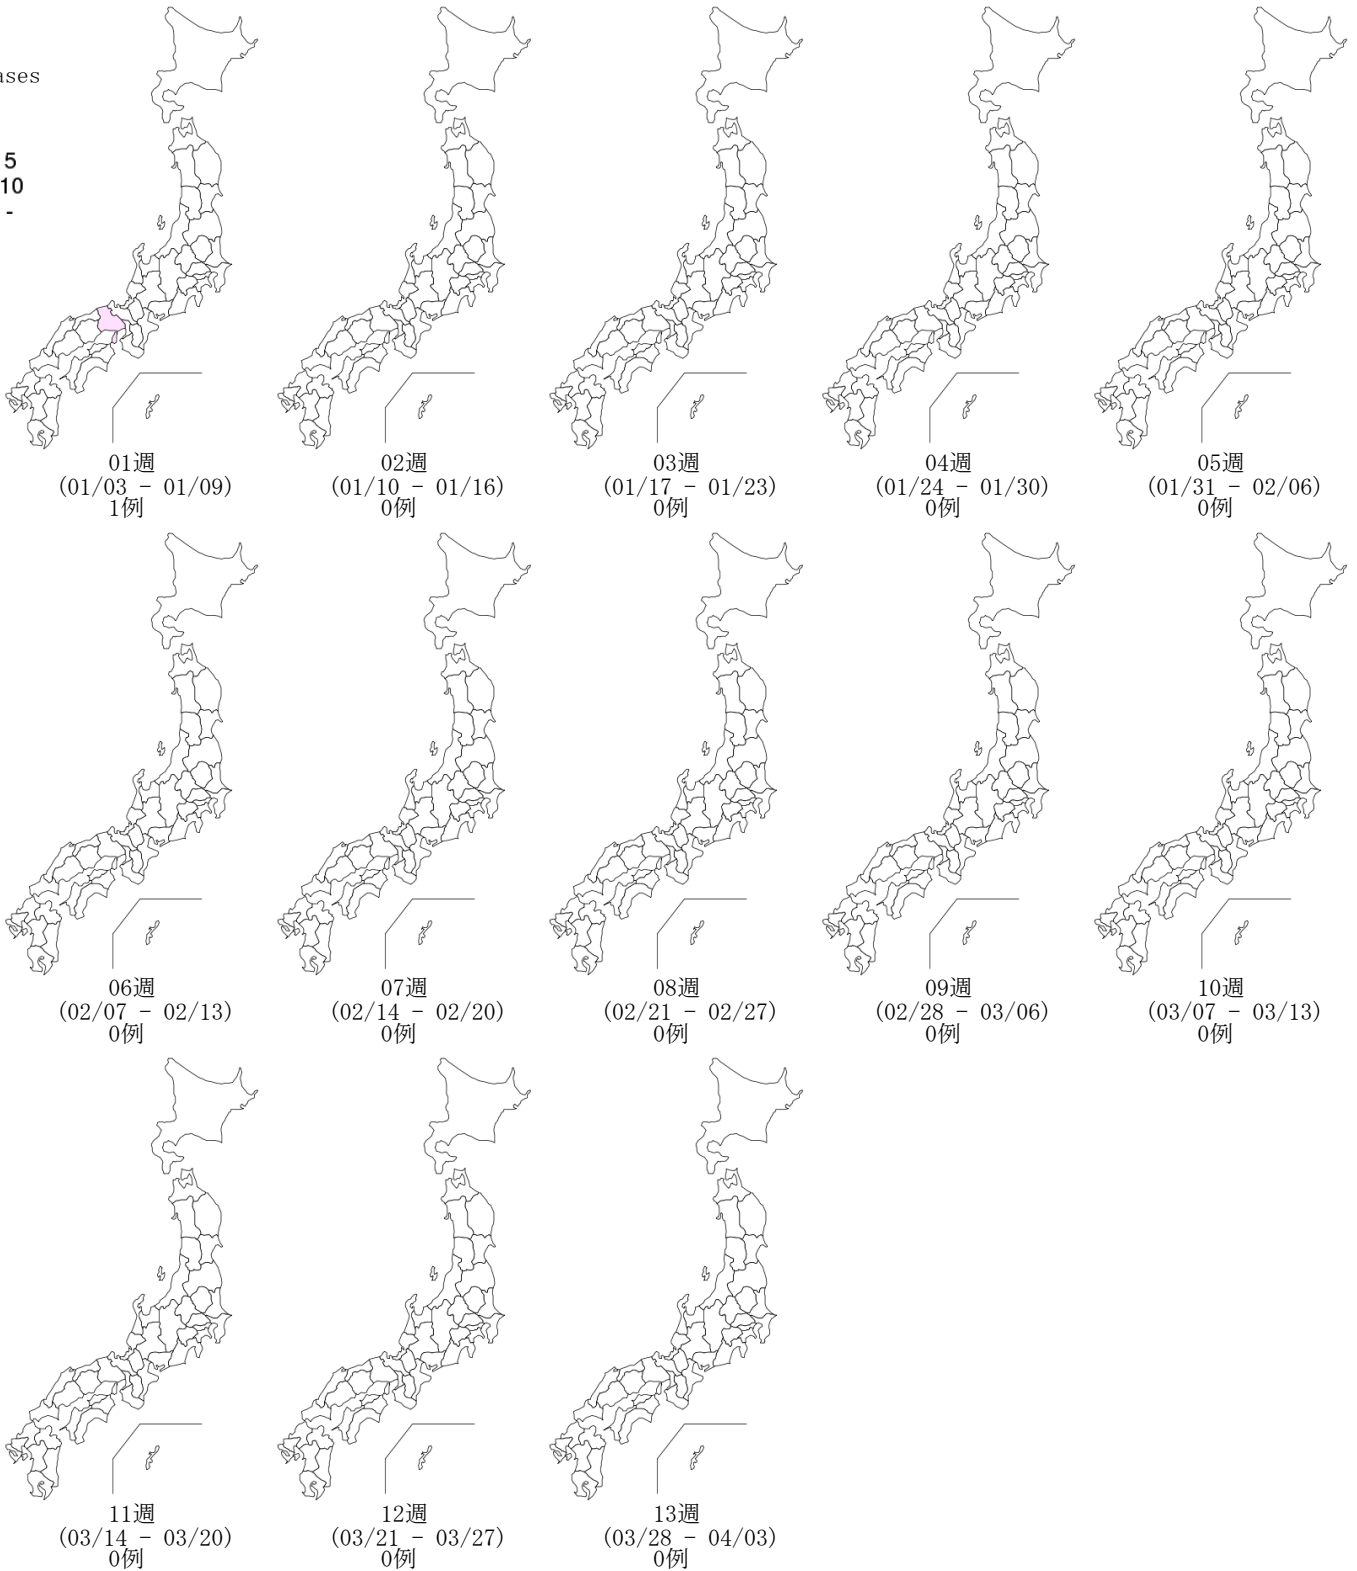 ases
5
10
-
01週
(01/03 - 01/09)
1例
02週
(01/10 - 01/16)
0例
03週
(01/17 - 01/23)
0例
04週
(01/24 - 01/30)
0例
05週
(01/31 - 02/06)
0例
06週
(02/07 - 02/13)
0例
07週
(02/14 - 02/20)
0例
08週
(02/21 - 02/27)
0例
09週
(02/28 - 03/06)
0例
10週
(03/07 - 03/13)
0例
11週
(03/14 - 03/20)
0例
12週
(03/21 - 03/27)
0例
13週
(03/28 - 04/03)
0例